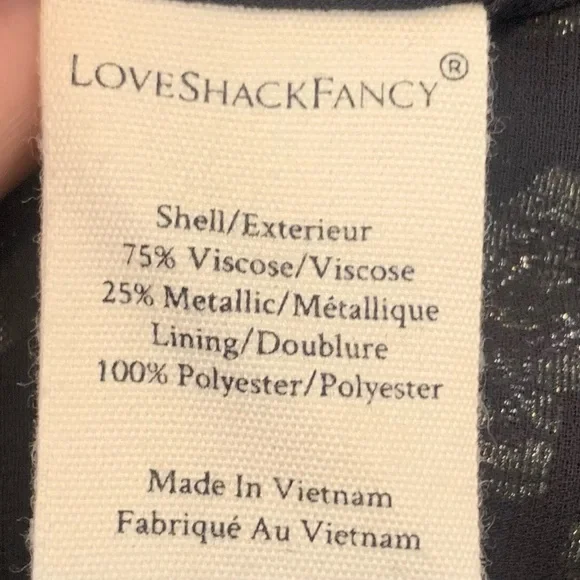 LOVESHACKFANCY®
Shell/Exterieur
75% Viscose/Viscose
25% Metallic/Métallique
Lining/Doublure
100% Polyester/Polyester
Made In Vietnam
Fabriqué Au Vietnam